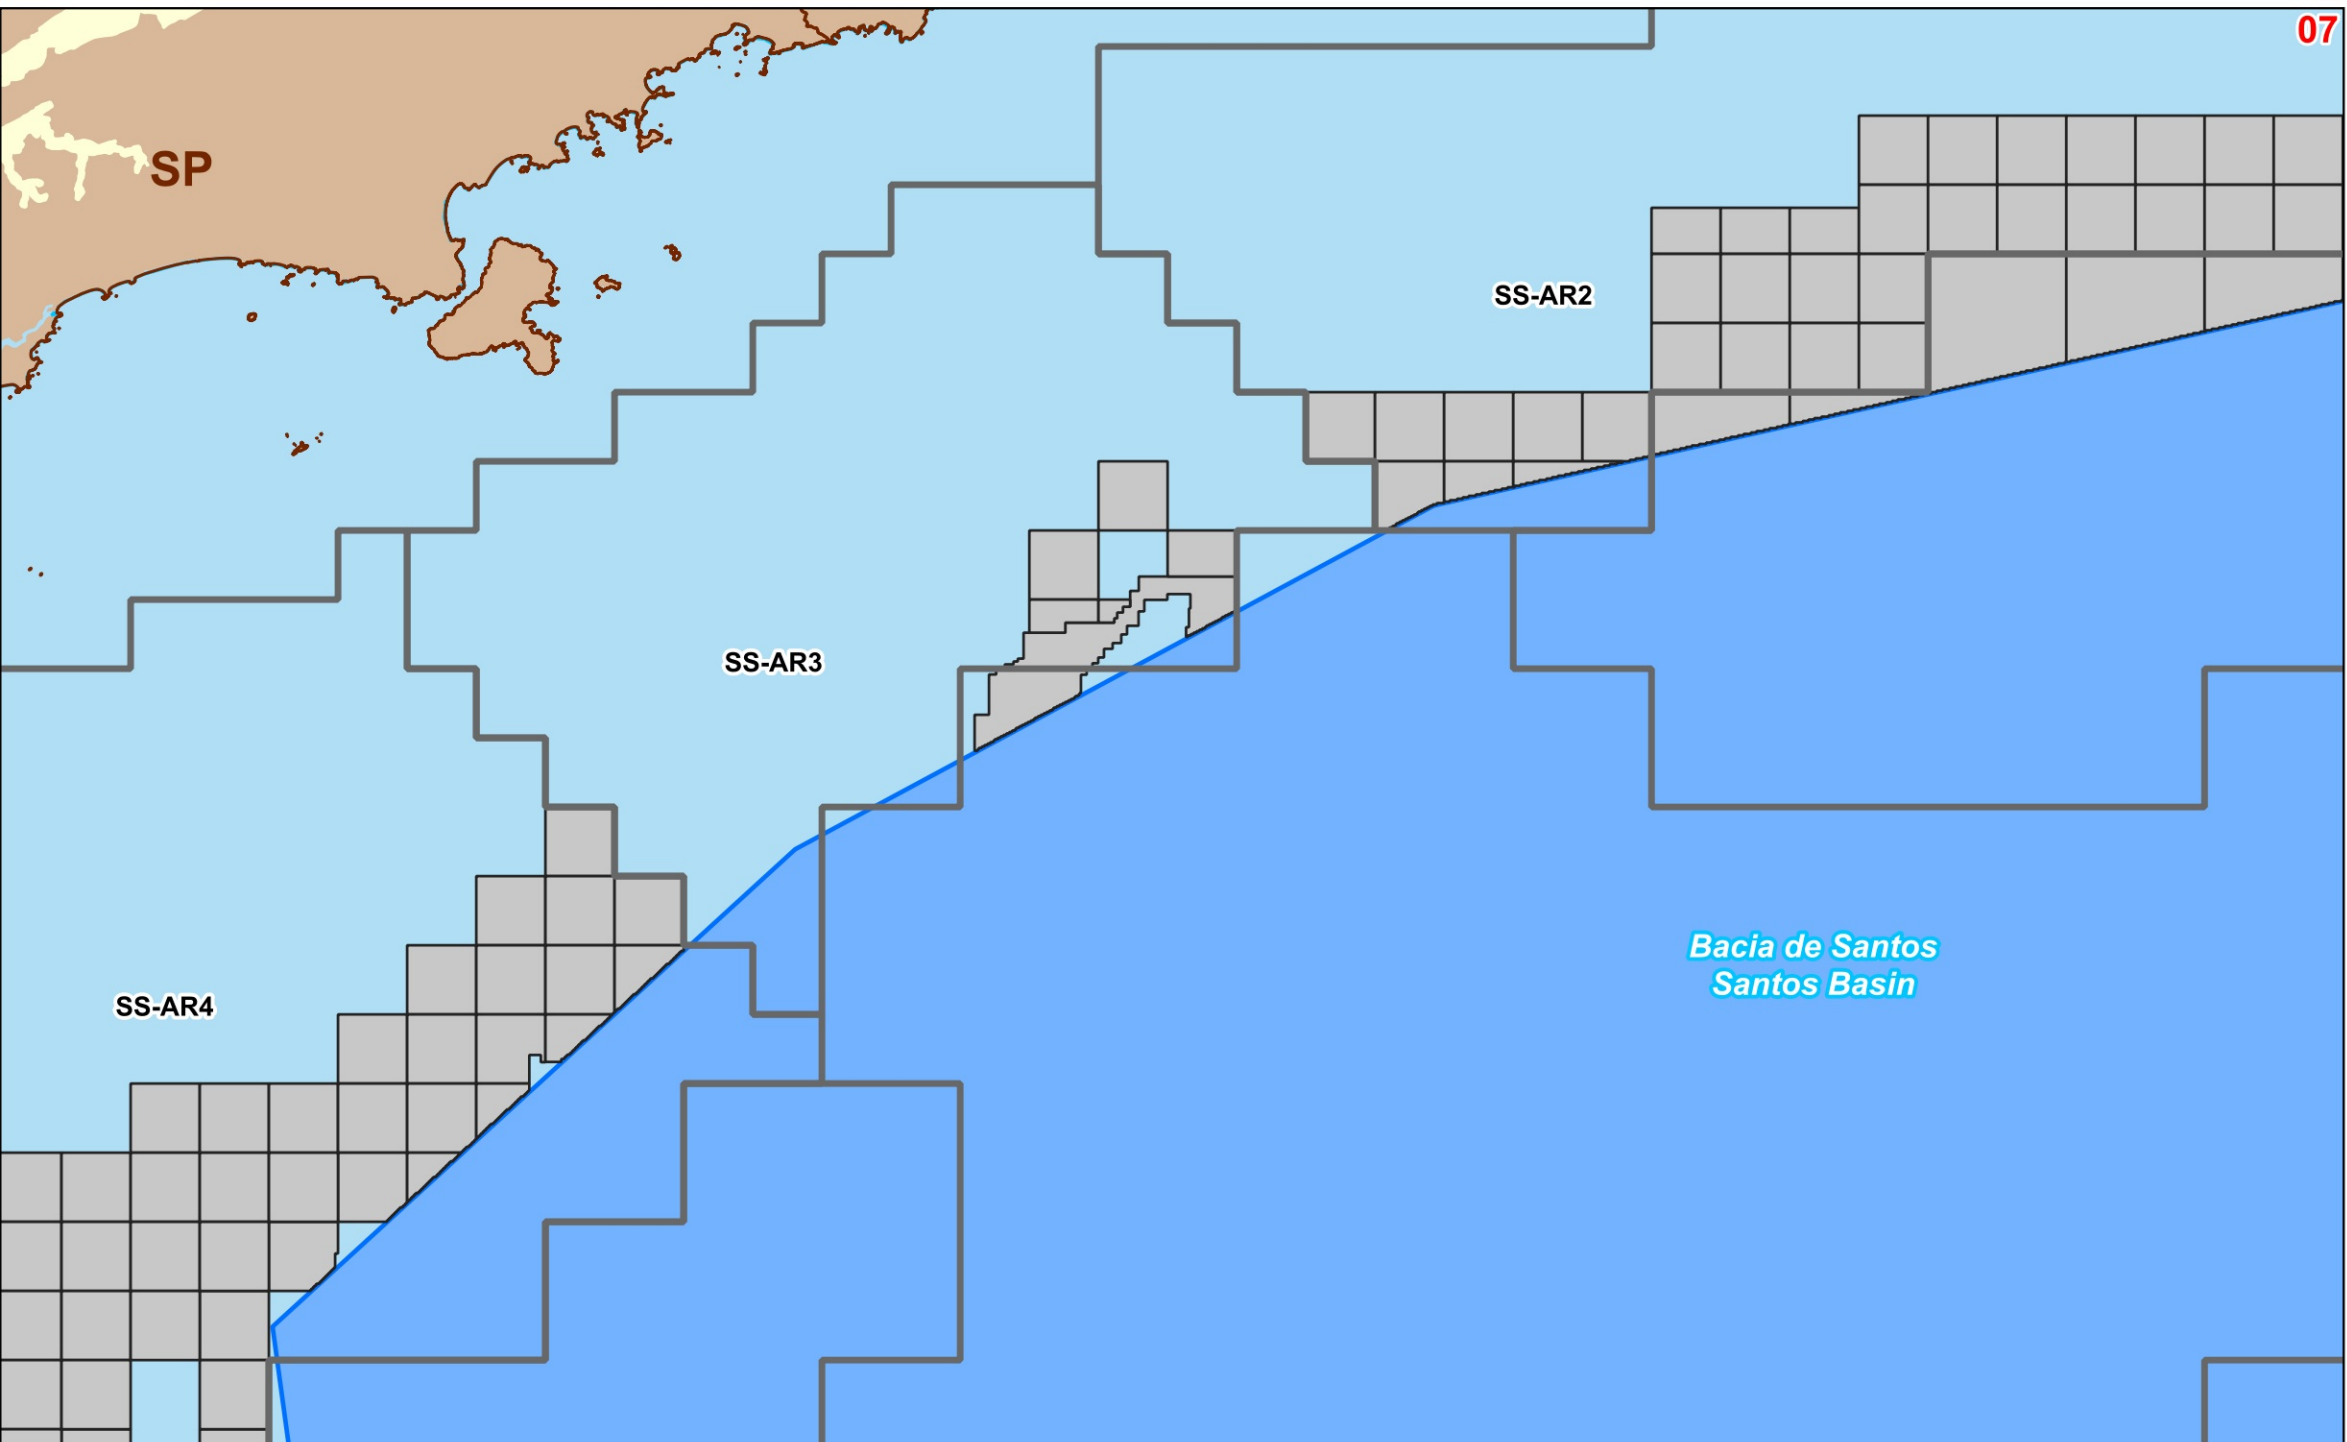 07
SP
SS-AR2
SS-AR3
Bacia de Santos
Santos Basin
SS-AR4